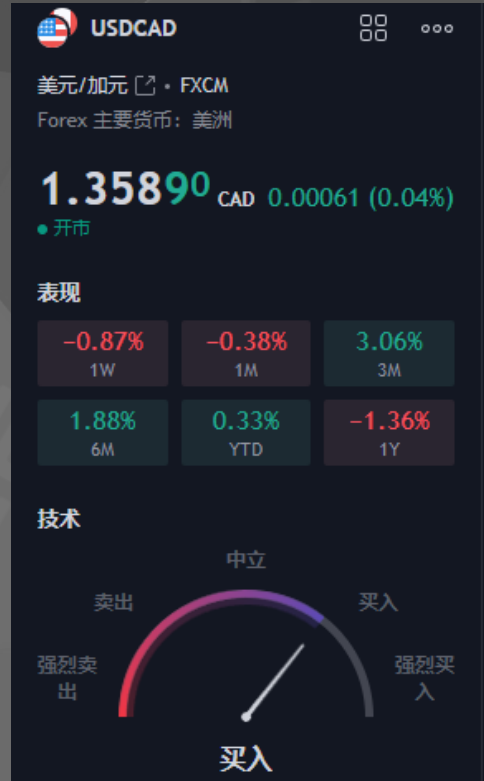 USDCAD
美元/加元 • FXCM
Forex 主要货币：美洲
1.35890 CAD 0.00061 (0.04%)
开市
表现
-0.87% -0.38% 3.06%
1W 1M 3M
1.88% 0.33% -1.36%
6M YTD 1Y
技术
中立
卖出 买入
强烈卖出 强烈买入
买入